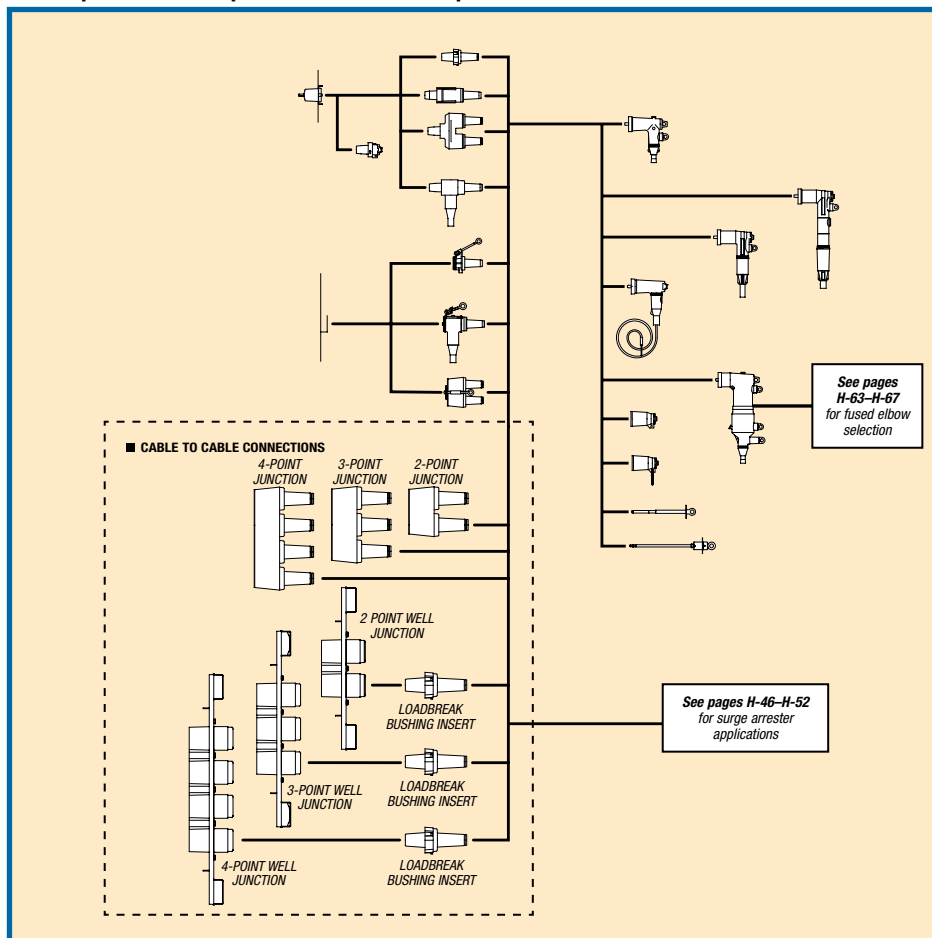 See pages
H-63–H-67
for fused elbow
selection
■ CABLE TO CABLE CONNECTIONS
4-POINT
JUNCTION
3-POINT
JUNCTION
2-POINT
JUNCTION
2 POINT WELL
JUNCTION
LOADBREAK
BUSHING INSERT
See pages H-46–H-52
for surge arrester
applications
3-POINT WELL
JUNCTION
LOADBREAK
BUSHING INSERT
4-POINT WELL
JUNCTION
LOADBREAK
BUSHING INSERT